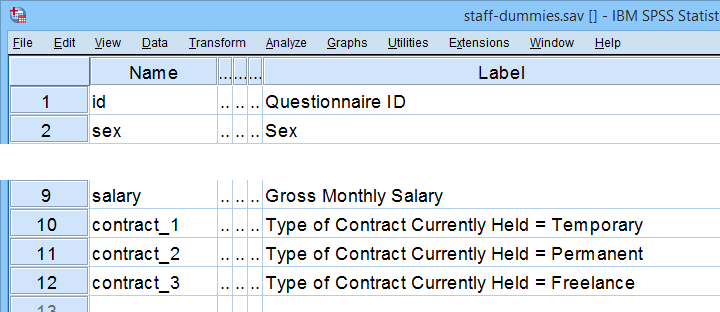 staff-dummies.sav [] - IBM SPSS Statist
File Edit View Data Transform Analyze Graphs Utilities Extensions Window Help
Name ... ... ... Label
1 id .. .. .. Questionnaire ID
2 sex .. .. .. Sex
9 salary .. .. .. Gross Monthly Salary
10 contract_1 .. .. .. Type of Contract Currently Held = Temporary
11 contract_2 .. .. .. Type of Contract Currently Held = Permanent
12 contract_3 .. .. .. Type of Contract Currently Held = Freelance
13